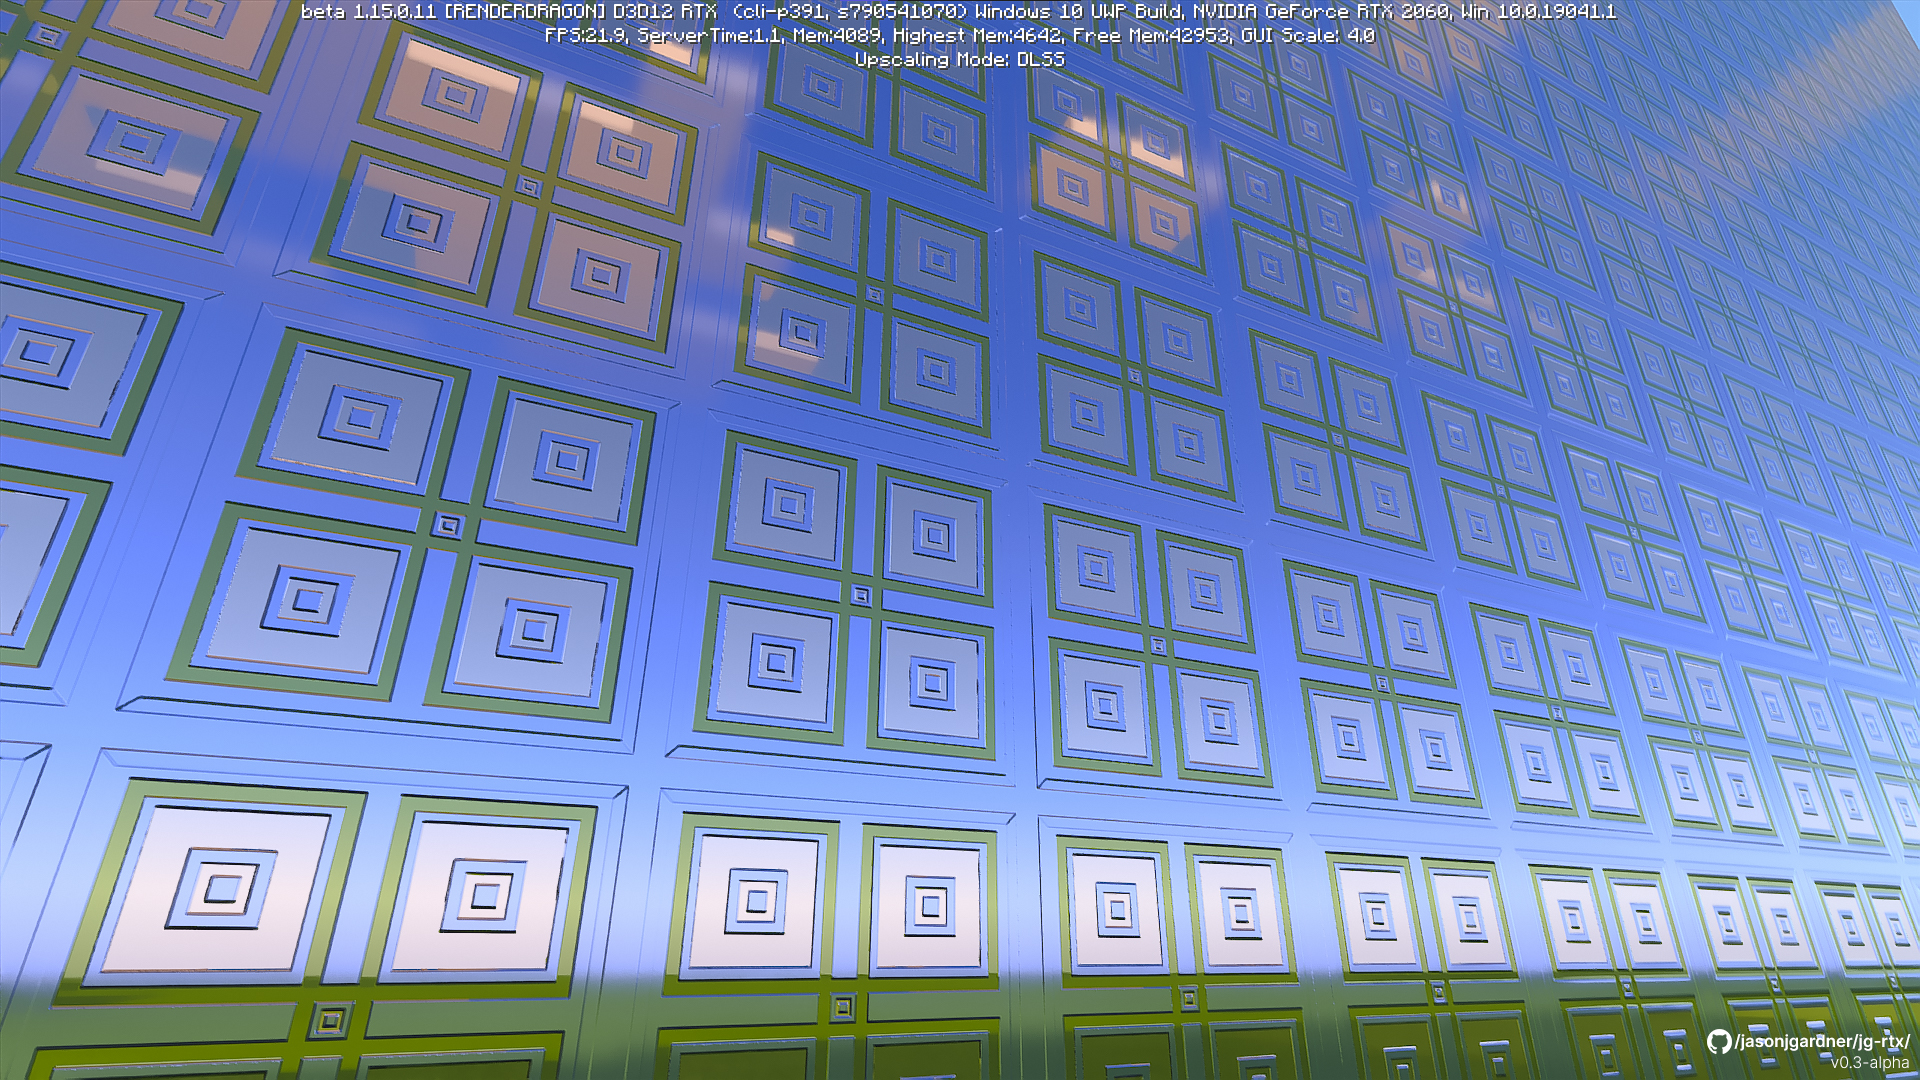 beta 1.15.0.11 [RENDERDRAGON] D3D12 RTX  (cli-p391, s790541070) Windows 10 UWP Build, NVIDIA GeForce RTX 2060, Win 10.0.19041.1
FPS:21.9, ServerTime:1.1, Mem:4089, Highest Mem:4642, Free Mem:42953, GUI Scale: 4.0
Upscaling Mode: DLSS
/jasonjgardner/jg-rtx/
v0.3-alpha